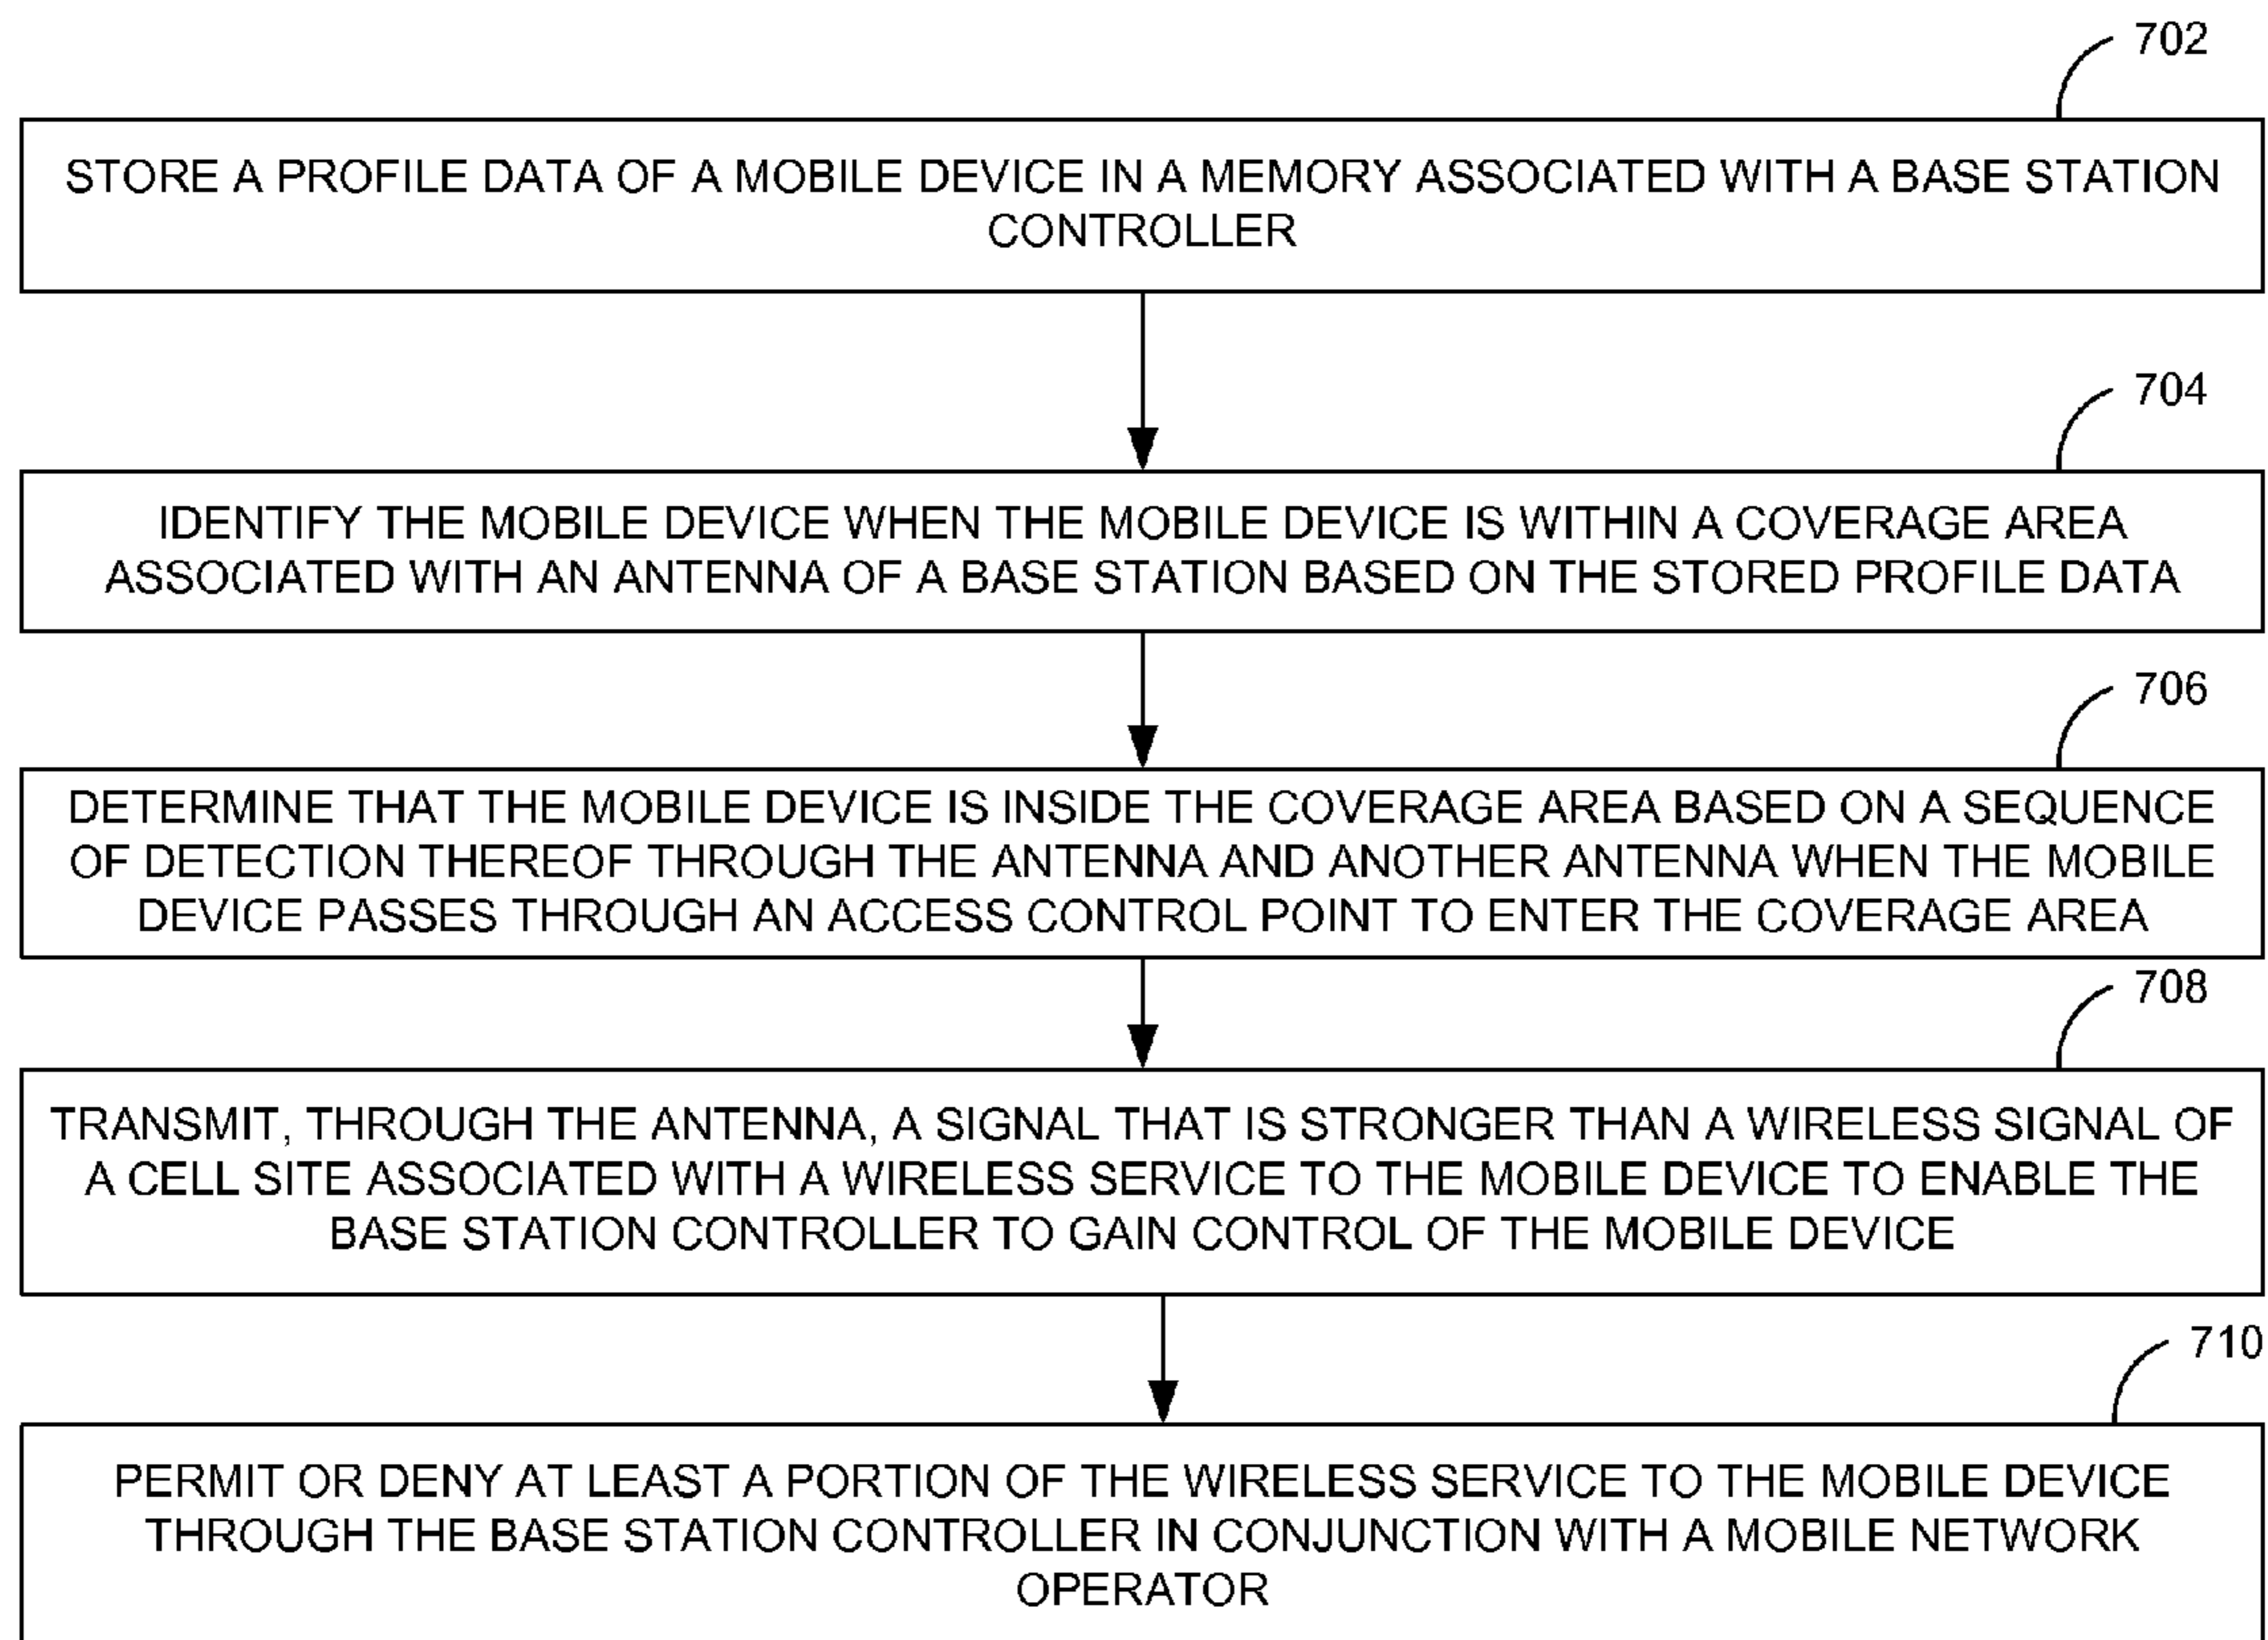 702
STORE A PROFILE DATA OF A MOBILE DEVICE IN A MEMORY ASSOCIATED WITH A BASE STATION
CONTROLLER
704
IDENTIFY THE MOBILE DEVICE WHEN THE MOBILE DEVICE IS WITHIN A COVERAGE AREA
ASSOCIATED WITH AN ANTENNA OF A BASE STATION BASED ON THE STORED PROFILE DATA
706
DETERMINE THAT THE MOBILE DEVICE IS INSIDE THE COVERAGE AREA BASED ON A SEQUENCE
OF DETECTION THEREOF THROUGH THE ANTENNA AND ANOTHER ANTENNA WHEN THE MOBILE
DEVICE PASSES THROUGH AN ACCESS CONTROL POINT TO ENTER THE COVERAGE AREA
708
TRANSMIT, THROUGH THE ANTENNA, A SIGNAL THAT IS STRONGER THAN A WIRELESS SIGNAL OF
A CELL SITE ASSOCIATED WITH A WIRELESS SERVICE TO THE MOBILE DEVICE TO ENABLE THE
BASE STATION CONTROLLER TO GAIN CONTROL OF THE MOBILE DEVICE
710
PERMIT OR DENY AT LEAST A PORTION OF THE WIRELESS SERVICE TO THE MOBILE DEVICE
THROUGH THE BASE STATION CONTROLLER IN CONJUNCTION WITH A MOBILE NETWORK
OPERATOR